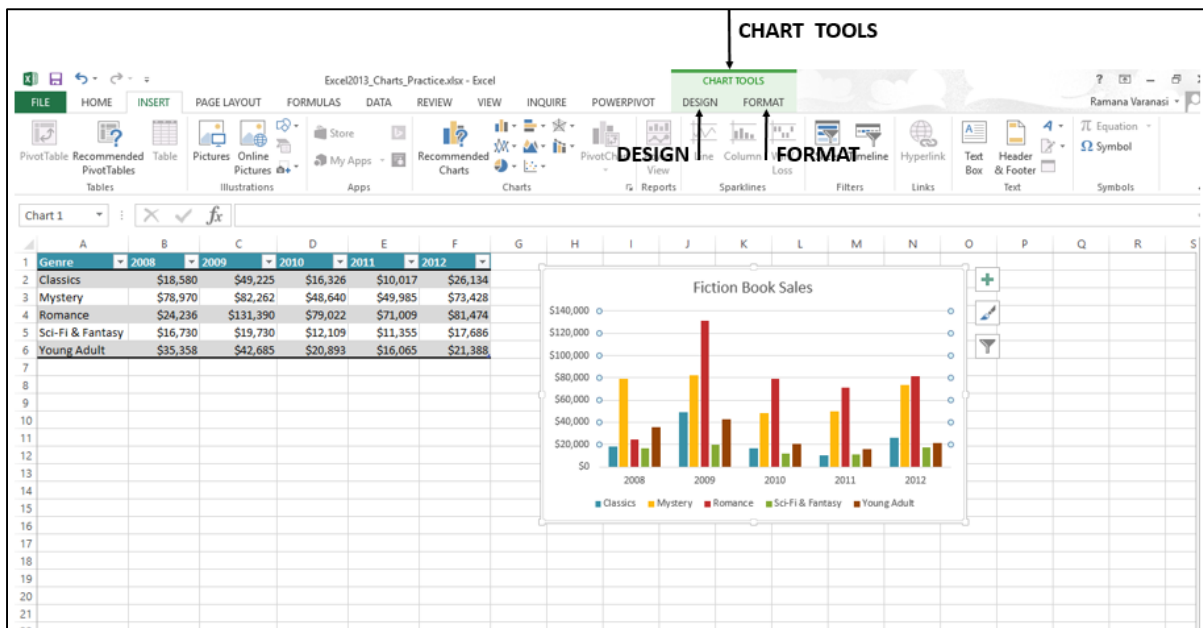 CHART TOOLS
Excel2013_Charts_Practice.xlsx - Excel
CHART TOOLS
?
FILE HOME INSERT PAGE LAYOUT FORMULAS DATA REVIEW VIEW INQUIRE POWERPIVOT DESIGN FORMAT
Ramana Varanasi
PivotTable Recommended PivotTables Table
Tables
Pictures Online Pictures
Illustrations
Store
My Apps
Apps
Recommended Charts
Charts
View
Reports
DESIGN
Line Column Loss
Sparklines
FORMAT
Timeline
Filters
Hyperlink
Links
Text Box Header & Footer
Text
π Equation
Ω Symbol
Symbols
Chart 1
fx
A B C D E F G H I J K L M N O P Q R S
1 Genre 2008 2009 2010 2011 2012
2 Classics $18,580 $49,225 $16,326 $10,017 $26,134
3 Mystery $78,970 $82,262 $48,640 $49,985 $73,428
4 Romance $24,236 $131,390 $79,022 $71,009 $81,474
5 Sci-Fi & Fantasy $16,730 $19,730 $12,109 $11,355 $17,686
6 Young Adult $35,358 $42,685 $20,893 $16,065 $21,388
7
8
9
10
11
12
13
14
15
16
17
18
19
20
21
Fiction Book Sales
$140,000
$120,000
$100,000
$80,000
$60,000
$40,000
$20,000
$0
2008 2009 2010 2011 2012
Classics Mystery Romance Sci-Fi & Fantasy Young Adult